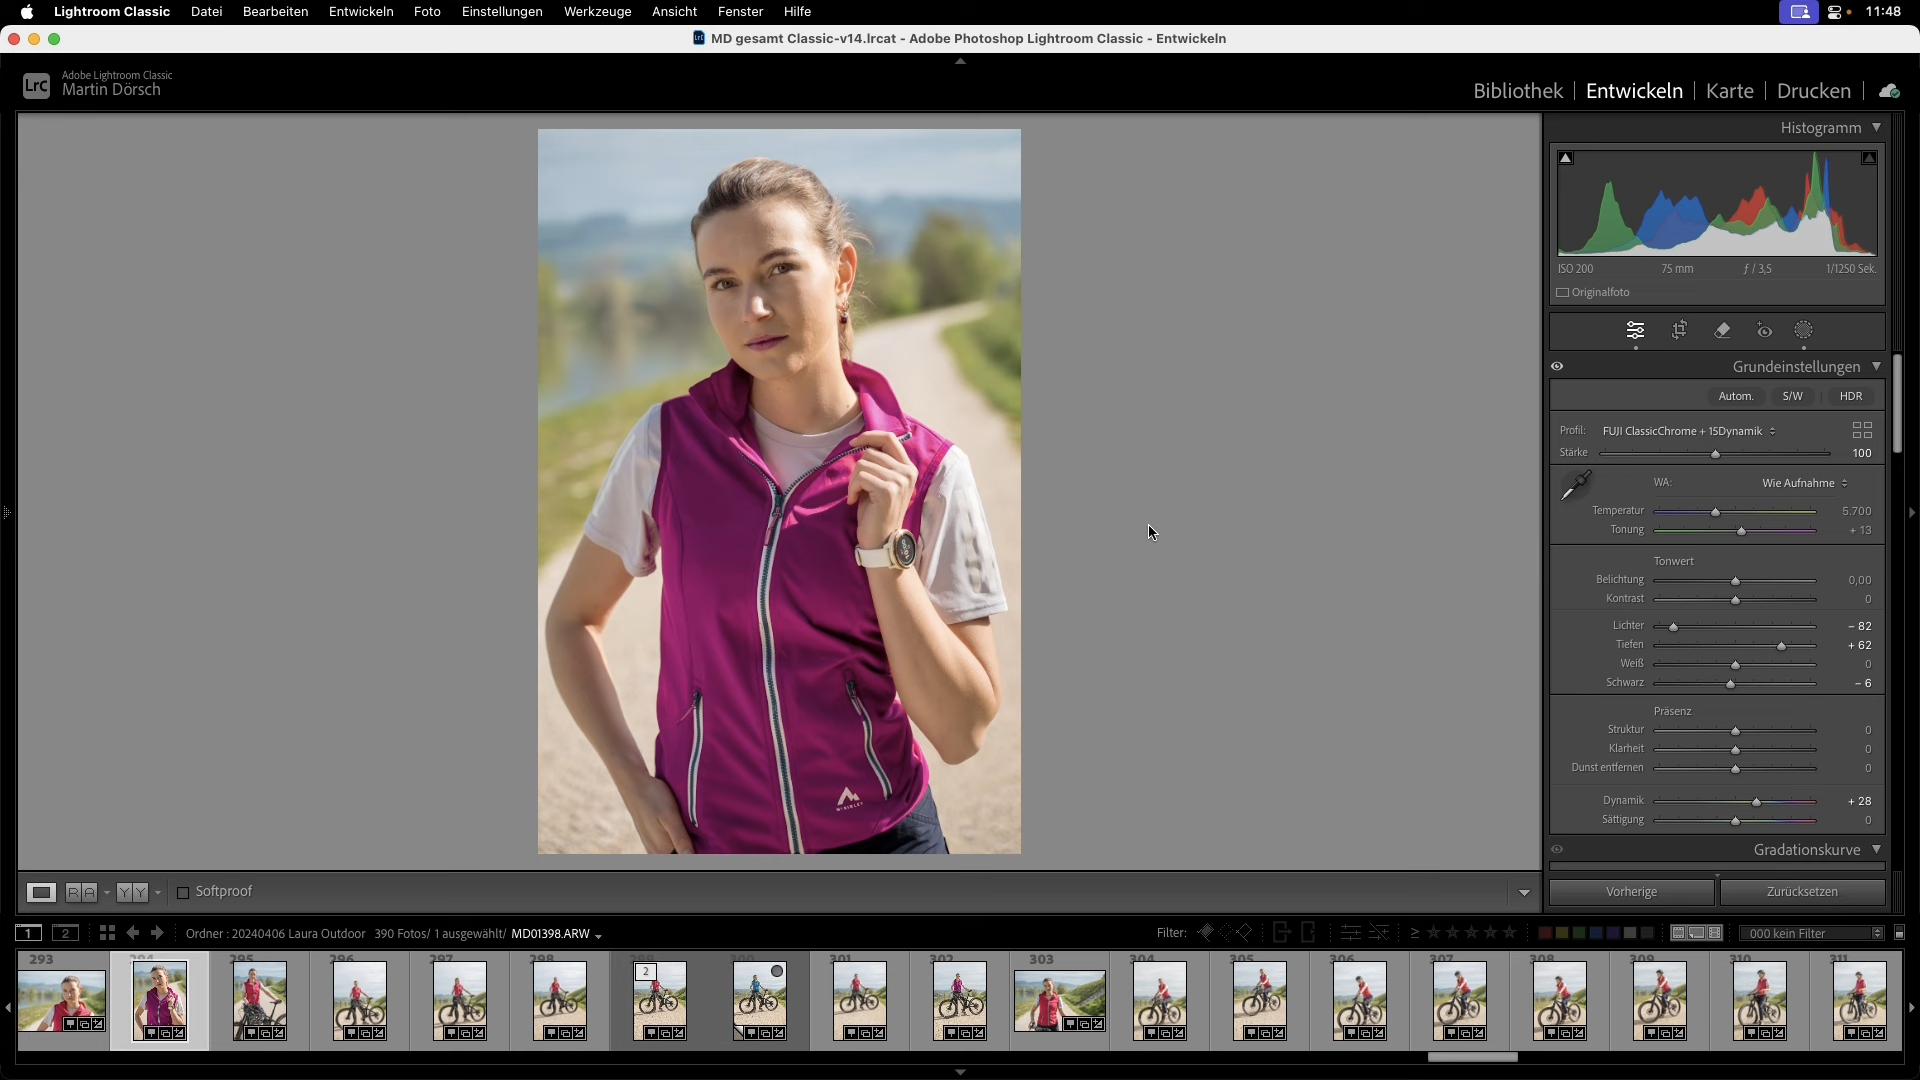 Lightroom Classic Datei Bearbeiten Entwickeln Foto Einstellungen Werkzeuge Ansicht Fenster Hilfe 11:48
MD gesamt Classic-v14.lrcat - Adobe Photoshop Lightroom Classic - Entwickeln
LrC
Adobe Lightroom Classic
Martin Dörsch
Bibliothek | Entwickeln | Karte | Drucken |
Histogramm
ISO 200 75 mm ƒ / 3,5 1/1250 Sek.
Originalfoto
Grundeinstellungen
Autom. S/W HDR
Profil: FUJI ClassicChrome + 15Dynamik
Stärke 100
WA: Wie Aufnahme
Temperatur 5.700
Tonung + 13
Tonwert
Belichtung 0,00
Kontrast 0
Lichter – 82
Tiefen + 62
Weiß 0
Schwarz – 6
Präsenz
Struktur 0
Klarheit 0
Dunst entfernen 0
Dynamik + 28
Sättigung 0
Gradationskurve
Vorherige Zurücksetzen
McKINLEY
R A Y Y Softproof
1 2 Ordner : 20240406 Laura Outdoor 390 Fotos/ 1 ausgewählt/ MD01398.ARW Filter: ≥ 000 kein Filter
293 294 295 296 297 298 299 300 301 302 303 304 305 306 307 308 309 310 311
2